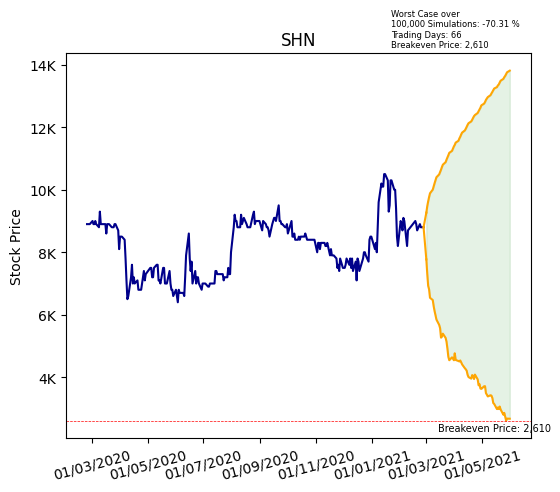 Worst Case over
100,000 Simulations: -70.31 %
Trading Days: 66
Breakeven Price: 2,610
SHN
Stock Price
14K
12K
10K
8K
6K
4K
Breakeven Price: 2,610
01/03/2020 01/05/2020 01/07/2020 01/09/2020 01/11/2020 01/01/2021 01/03/2021 01/05/2021